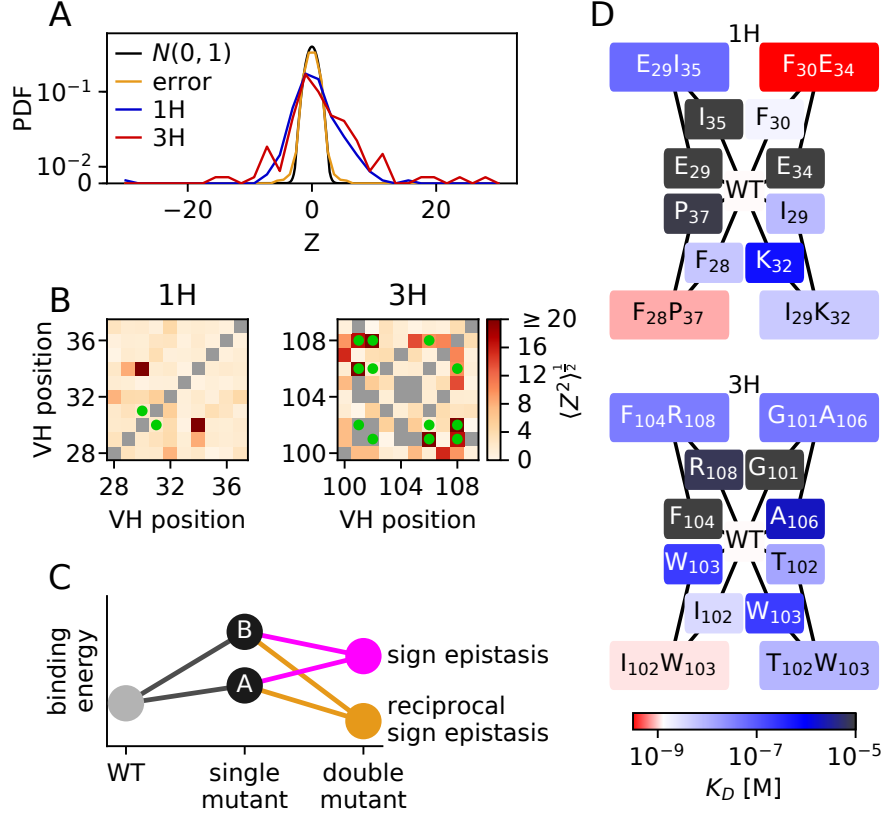 A
N(0, 1)
error
1H
3H
PDF
10⁻¹
10⁻²
0
−20
0
20
Z
B
1H
3H
VH position
36
34
32
30
28
28
32
36
VH position
108
104
100
100
104
108
VH position
≥ 20
16
12
8
4
0
⟨Z²⟩^½
C
binding
energy
B
A
sign epistasis
reciprocal
sign epistasis
WT
single
mutant
double
mutant
D
1H
E₂₉I₃₅
F₃₀E₃₄
I₃₅
F₃₀
E₂₉
E₃₄
WT
P₃₇
I₂₉
F₂₈
K₃₂
F₂₈P₃₇
I₂₉K₃₂
3H
F₁₀₄R₁₀₈
G₁₀₁A₁₀₆
R₁₀₈
G₁₀₁
F₁₀₄
A₁₀₆
WT
W₁₀₃
T₁₀₂
I₁₀₂
W₁₀₃
I₁₀₂W₁₀₃
T₁₀₂W₁₀₃
10⁻⁹
10⁻⁷
10⁻⁵
K_D [M]